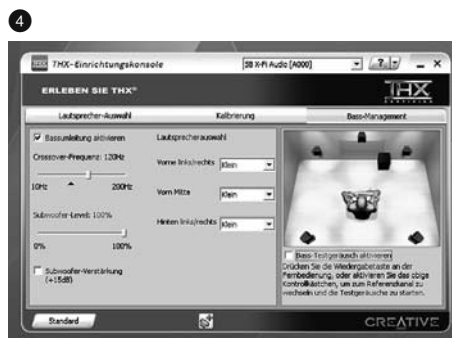 4
THX-Einrichtungskonsole
SB X-Fi Audio [A000]
ERLEBEN SIE THX®
THX
Lautsprecher-Auswahl
Kalibrierung
Bass-Management
Bassumleitung aktivieren
Crossover-Frequenz: 120Hz
10Hz
200Hz
Subwoofer-Level: 100%
0%
100%
Subwoofer-Verstärkung
(+15dB)
Lautsprecherauswahl
Vorne links/rechts
Klein
Vorn Mitte
Klein
Hinten links/rechts
Klein
Bass-Testgeräusch aktivieren
Drücken Sie die Wiedergabetaste an der
Fernbedienung, oder aktivieren Sie das obige
Kontrollkästchen, um zum Referenzkanal zu
wechseln und die Testgeräusche zu starten.
Standard
CREATIVE